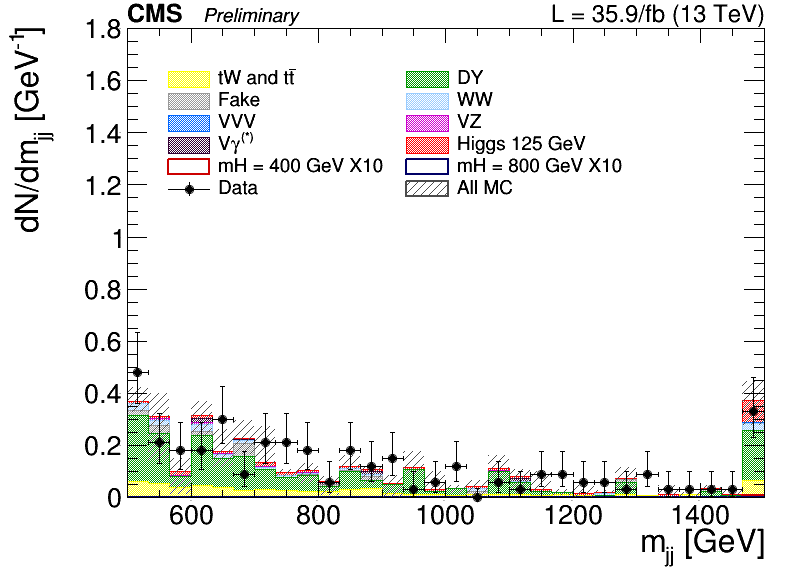 CMS Preliminary L = 35.9/fb (13 TeV)
dN/dm_jj [GeV⁻¹]
1.8
1.6
1.4
1.2
1
0.8
0.6
0.4
0.2
0
tW and tt̄ DY
Fake WW
VVV VZ
Vγ(*) Higgs 125 GeV
mH = 400 GeV X10 mH = 800 GeV X10
Data All MC
600 800 1000 1200 1400
m_jj [GeV]